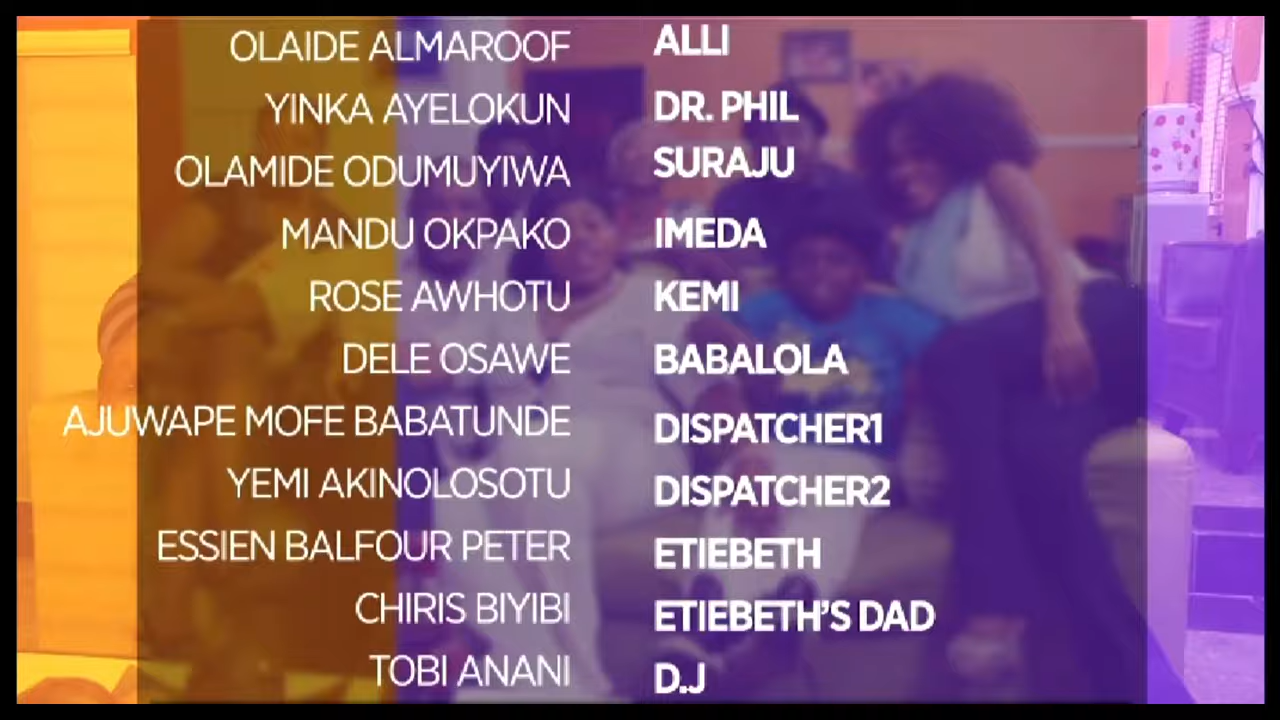 OLAIDE ALMAROOF ALLI
YINKA AYELOKUN DR. PHIL
OLAMIDE ODUMUYIWA SURAJU
MANDU OKPAKO IMEDA
ROSE AWHOTU KEMI
DELE OSAWE BABALOLA
AJUWAPE MOFE BABATUNDE DISPATCHER1
YEMI AKINOLOSOTU DISPATCHER2
ESSIEN BALFOUR PETER ETIEBETH
CHIRIS BIYIBI ETIEBETH'S DAD
TOBI ANANI D.J